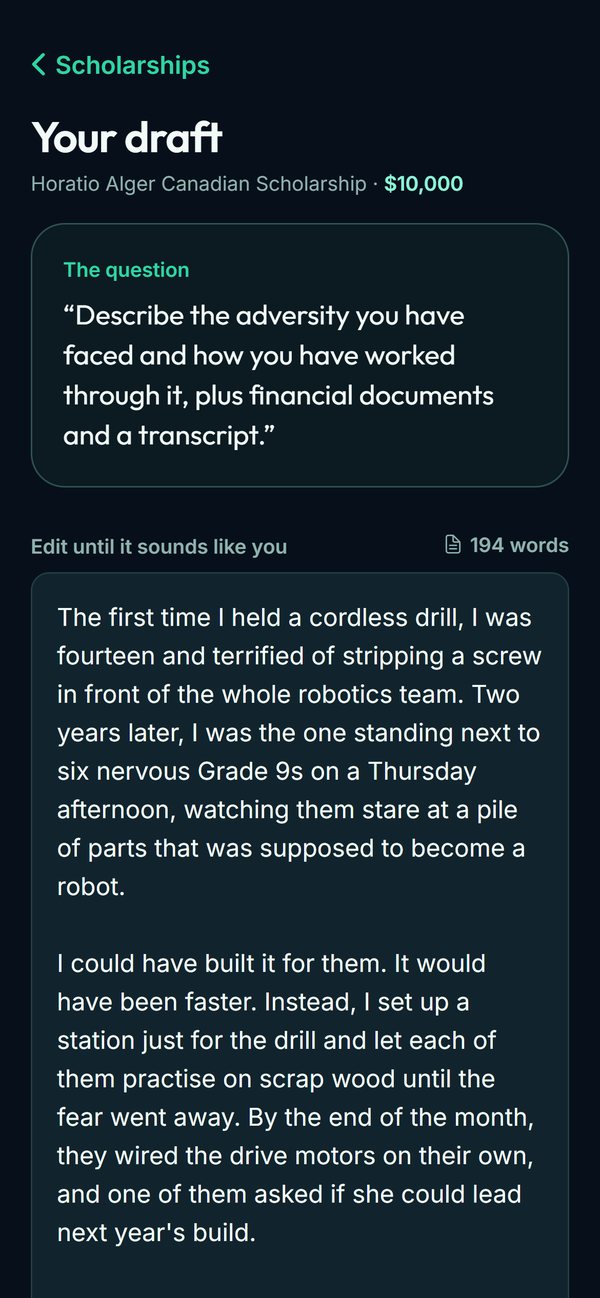 Scholarships
Your draft
Horatio Alger Canadian Scholarship · $10,000
The question
“Describe the adversity you have
faced and how you have worked
through it, plus financial documents
and a transcript.”
Edit until it sounds like you
194 words
The first time I held a cordless drill, I was
fourteen and terrified of stripping a screw
in front of the whole robotics team. Two
years later, I was the one standing next to
six nervous Grade 9s on a Thursday
afternoon, watching them stare at a pile
of parts that was supposed to become a
robot.
I could have built it for them. It would
have been faster. Instead, I set up a
station just for the drill and let each of
them practise on scrap wood until the
fear went away. By the end of the month,
they wired the drive motors on their own,
and one of them asked if she could lead
next year's build.